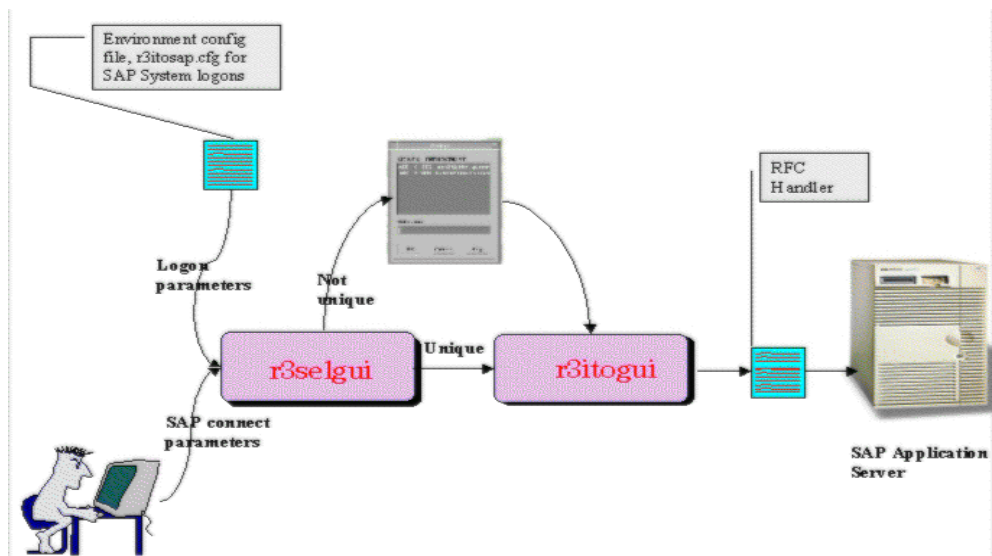 Environment config
file, r3itosap.cfg for
SAP System logons
RFC
Handler
Logon
parameters
Not
unique
Unique
r3selgui
r3itogui
SAP connect
parameters
SAP Application
Server